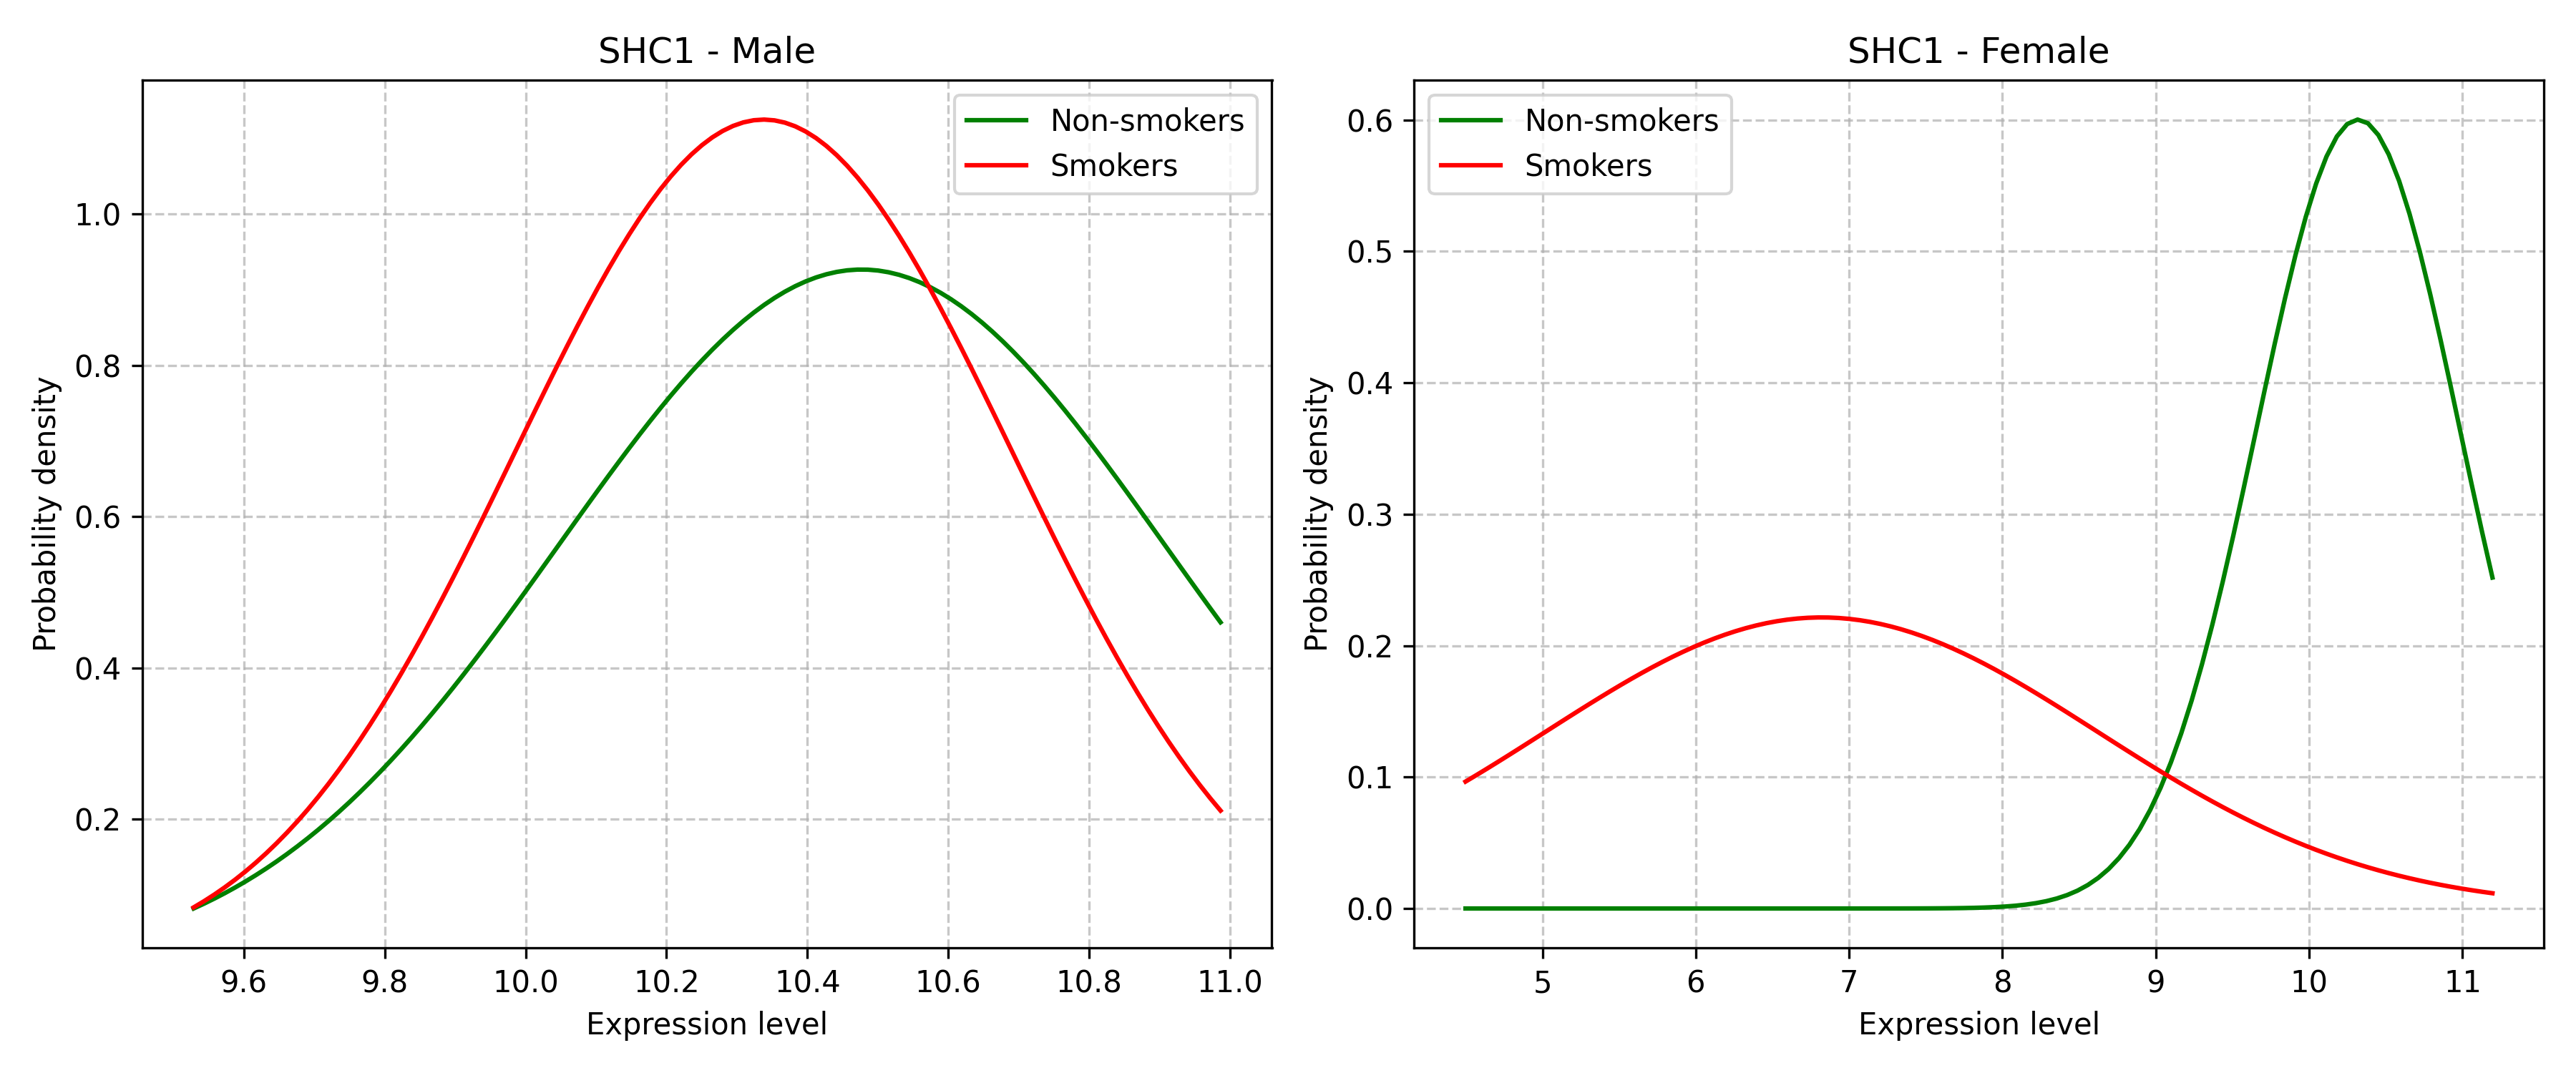 SHC1 - Male
Non-smokers
Smokers
Probability density
1.0
0.8
0.6
0.4
0.2
9.6 9.8 10.0 10.2 10.4 10.6 10.8 11.0
Expression level
SHC1 - Female
Non-smokers
Smokers
Probability density
0.6
0.5
0.4
0.3
0.2
0.1
0.0
5 6 7 8 9 10 11
Expression level